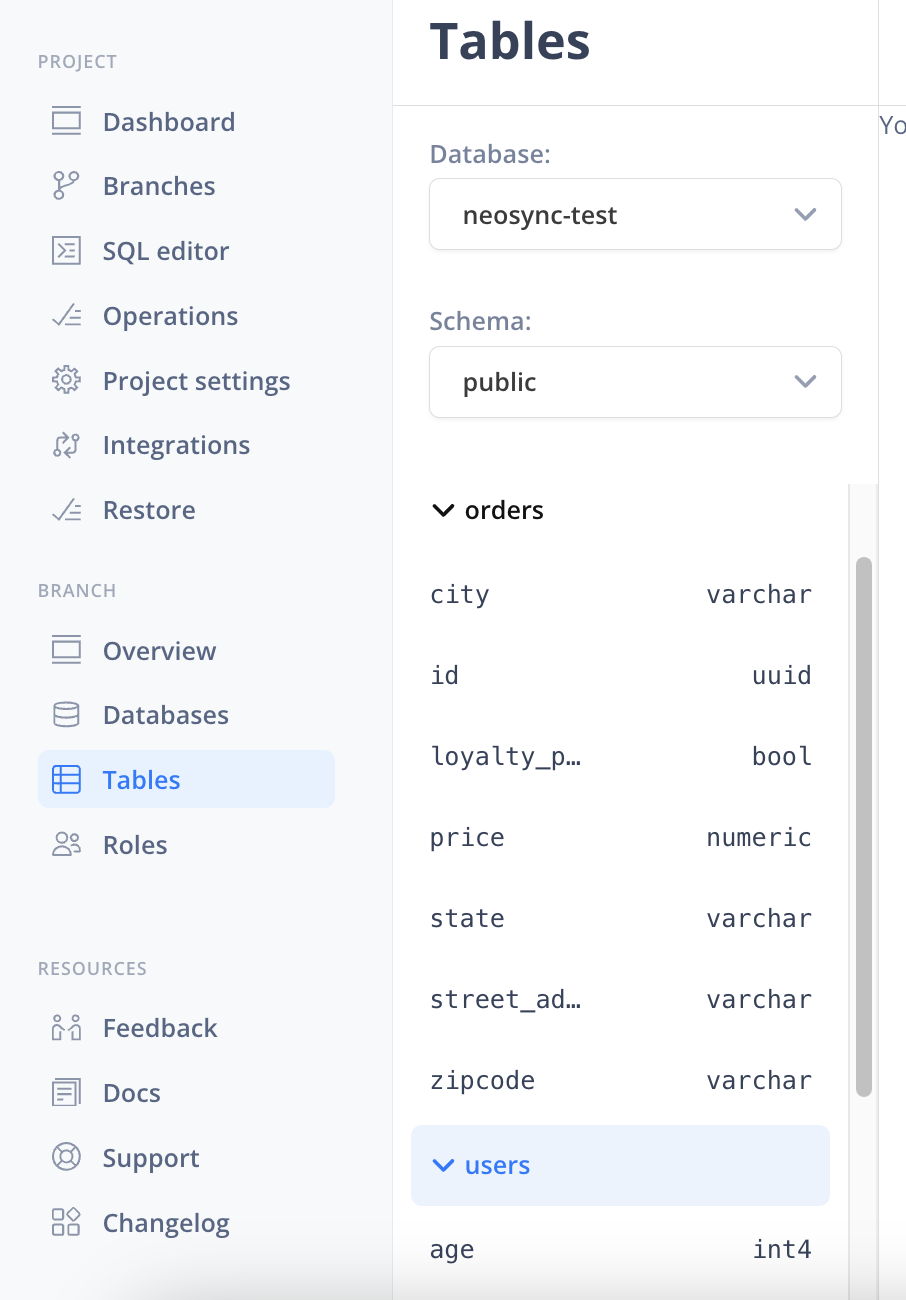 PROJECT
Dashboard
Branches
SQL editor
Operations
Project settings
Integrations
Restore
BRANCH
Overview
Databases
Tables
Roles
RESOURCES
Feedback
Docs
Support
Changelog
Tables
Database:
neosync-test
Schema:
public
orders
city varchar
id uuid
loyalty_p… bool
price numeric
state varchar
street_ad… varchar
zipcode varchar
users
age int4
Yo